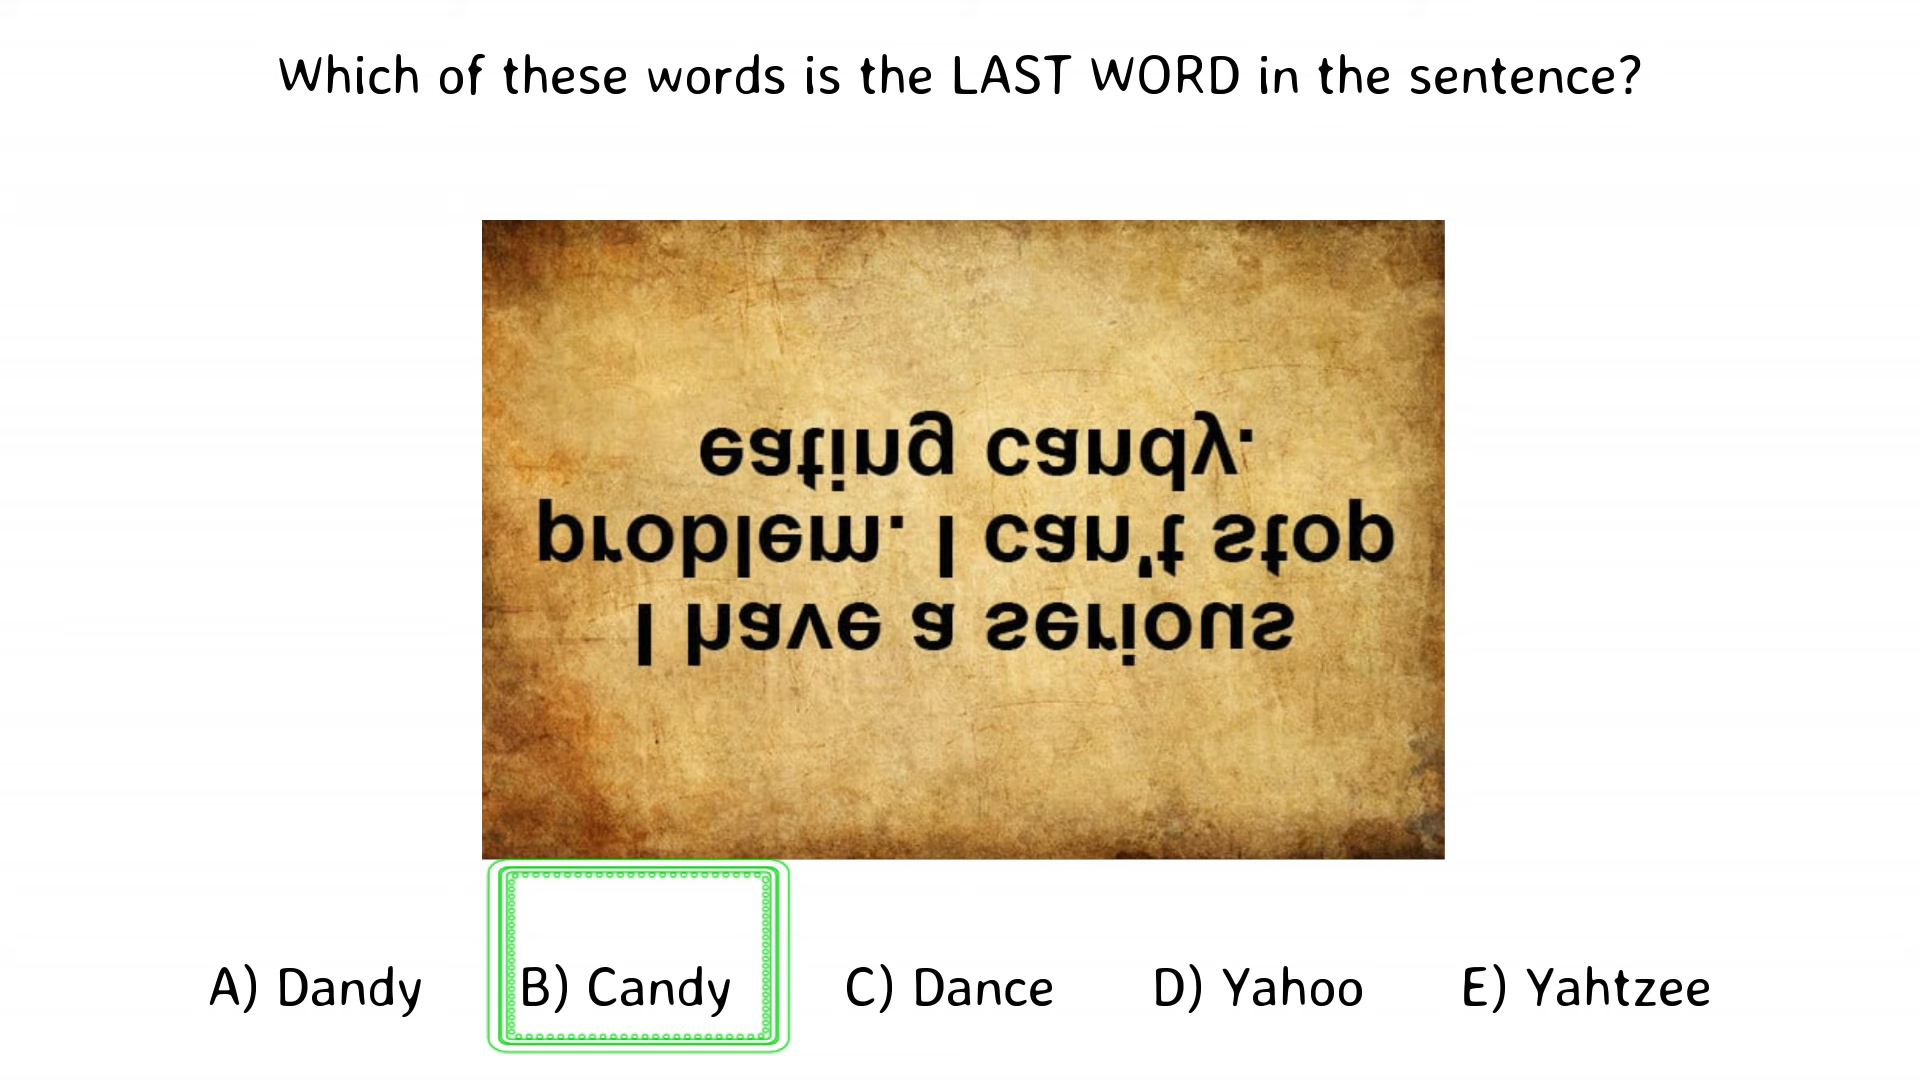 Which of these words is the LAST WORD in the sentence?
I have a serious
problem. I can't stop
eating candy.
A) Dandy
B) Candy
C) Dance
D) Yahoo
E) Yahtzee